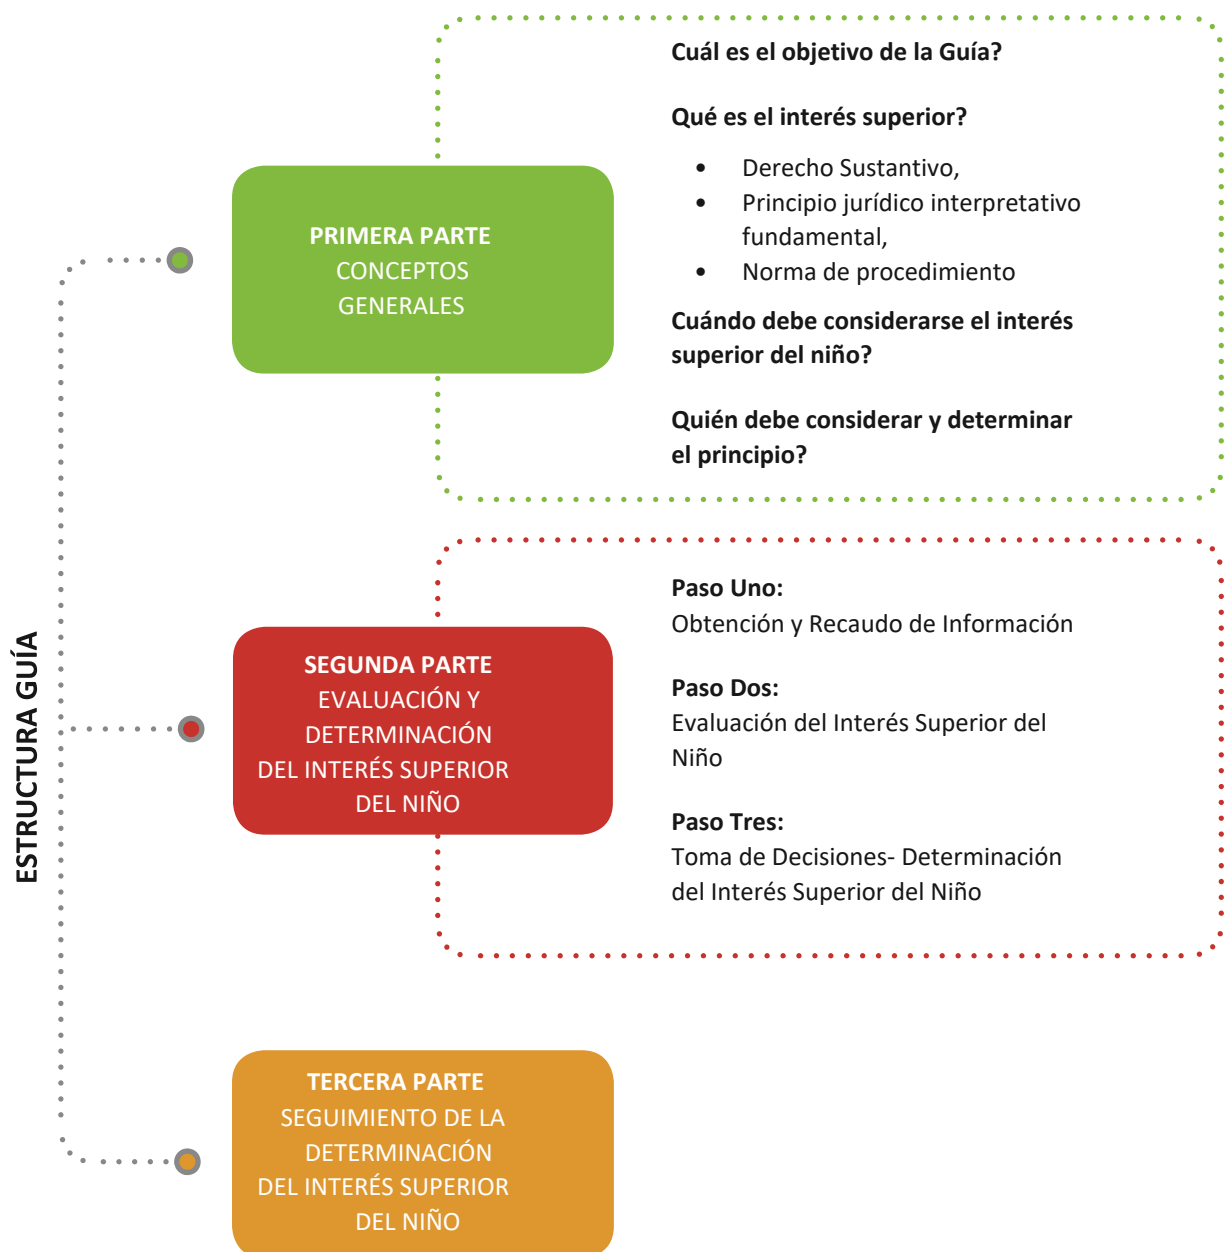 ESTRUCTURA GUÍA
PRIMERA PARTE
CONCEPTOS
GENERALES
Cuál es el objetivo de la Guía?
Qué es el interés superior?
• Derecho Sustantivo,
• Principio jurídico interpretativo
fundamental,
• Norma de procedimiento
Cuándo debe considerarse el interés
superior del niño?
Quién debe considerar y determinar
el principio?
SEGUNDA PARTE
EVALUACIÓN Y
DETERMINACIÓN
DEL INTERÉS SUPERIOR
DEL NIÑO
Paso Uno:
Obtención y Recaudo de Información
Paso Dos:
Evaluación del Interés Superior del
Niño
Paso Tres:
Toma de Decisiones- Determinación
del Interés Superior del Niño
TERCERA PARTE
SEGUIMIENTO DE LA
DETERMINACIÓN
DEL INTERÉS SUPERIOR
DEL NIÑO